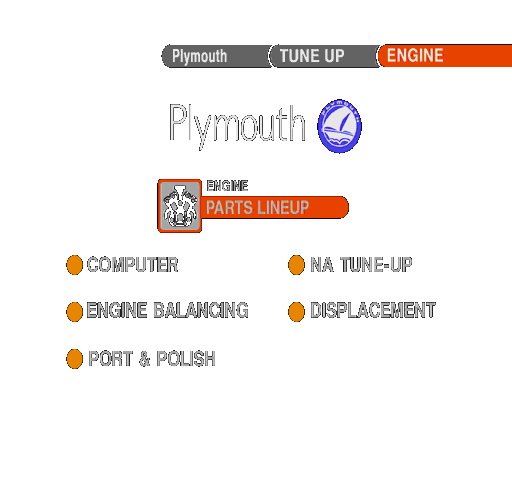 Plymouth TUNE UP ENGINE
Plymouth
ENGINE
PARTS LINEUP
COMPUTER NA TUNE-UP
ENGINE BALANCING DISPLACEMENT
PORT & POLISH